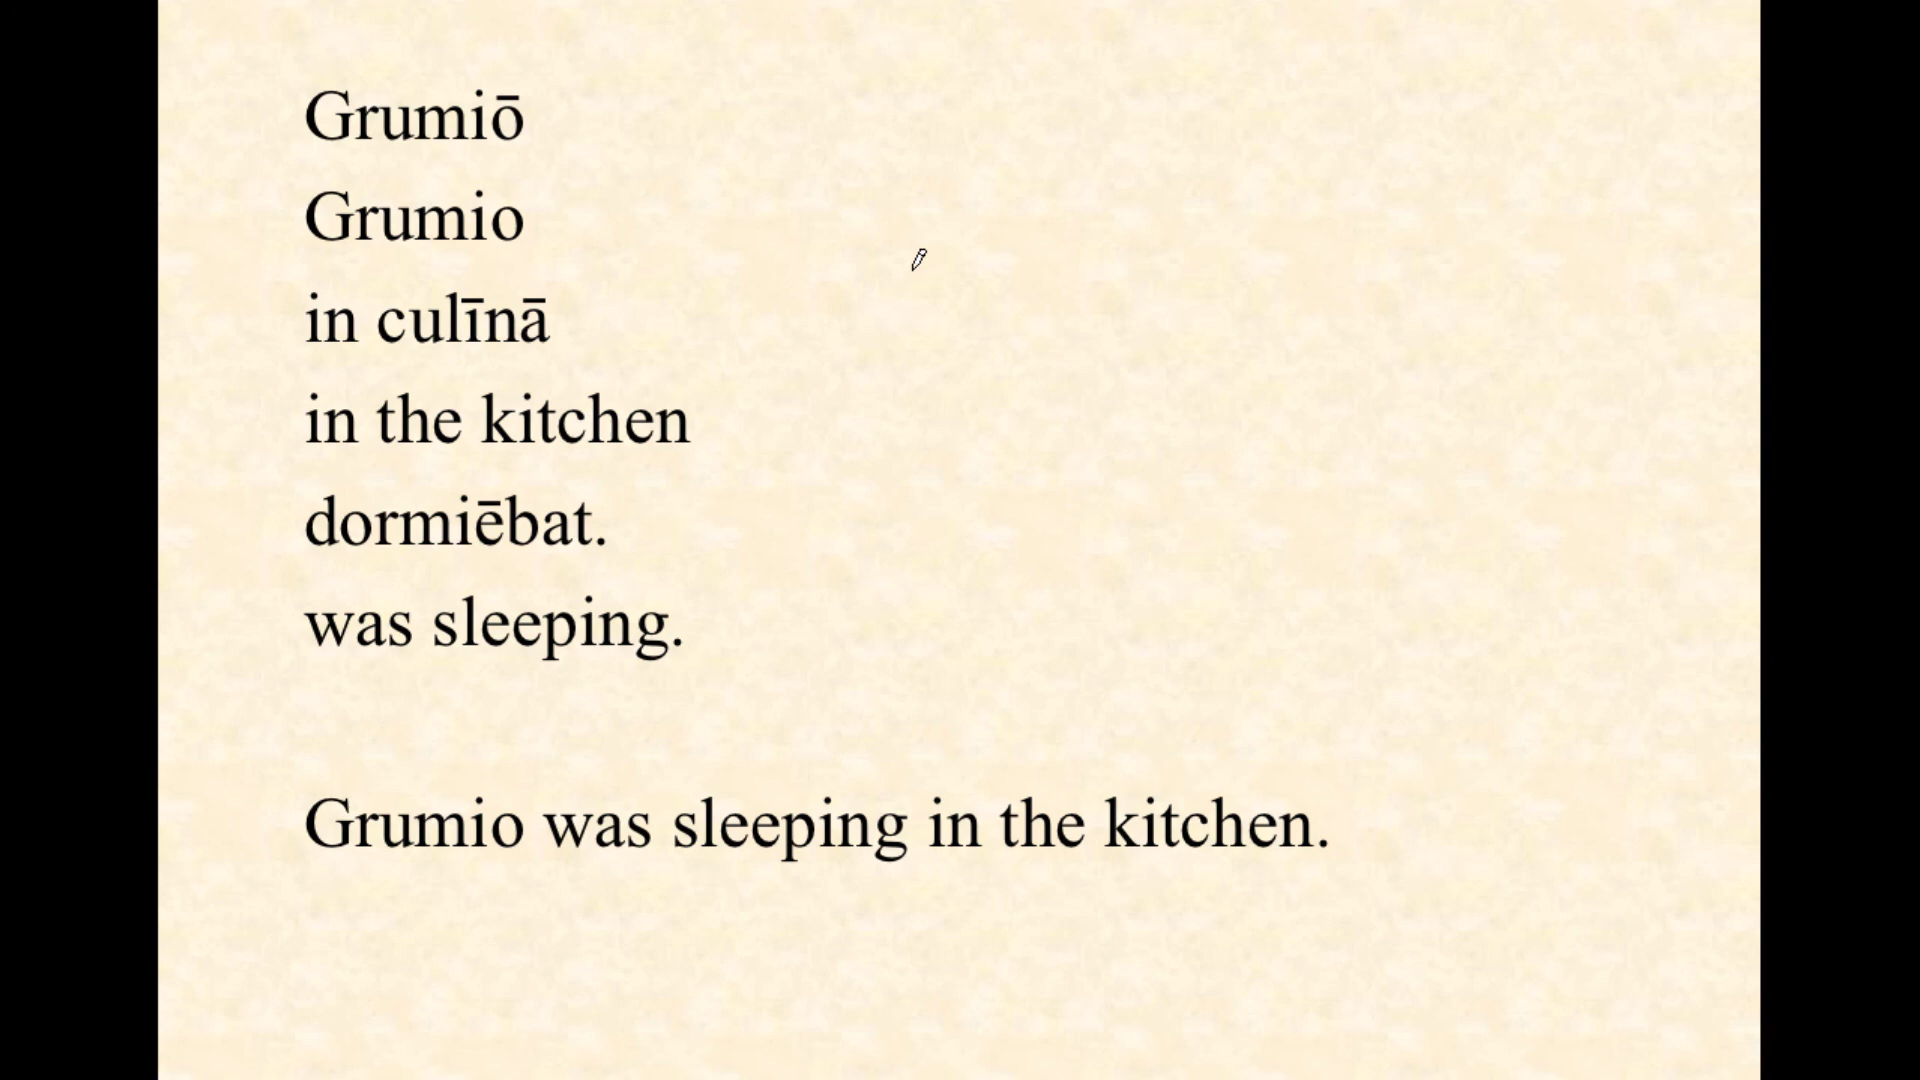 Grumiō
Grumio
in culīnā
in the kitchen
dormiēbat.
was sleeping.
Grumio was sleeping in the kitchen.